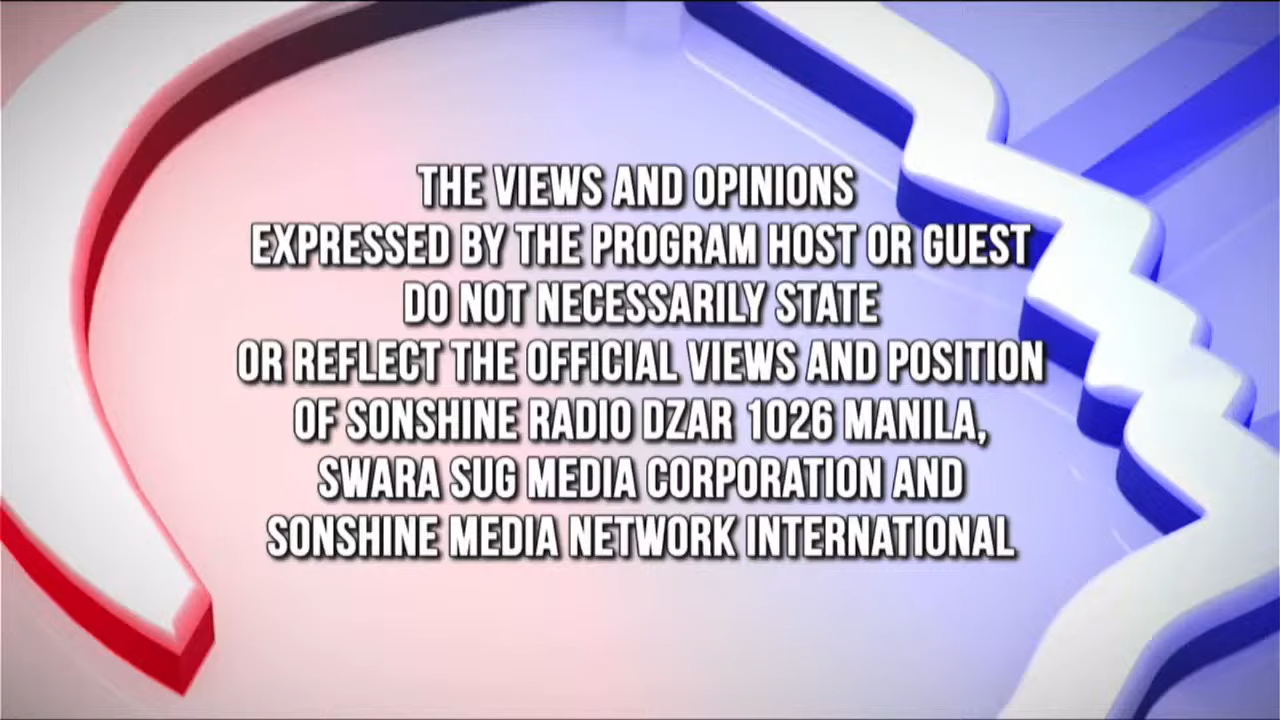 THE VIEWS AND OPINIONS
EXPRESSED BY THE PROGRAM HOST OR GUEST
DO NOT NECESSARILY STATE
OR REFLECT THE OFFICIAL VIEWS AND POSITION
OF SONSHINE RADIO DZAR 1026 MANILA,
SWARA SUG MEDIA CORPORATION AND
SONSHINE MEDIA NETWORK INTERNATIONAL